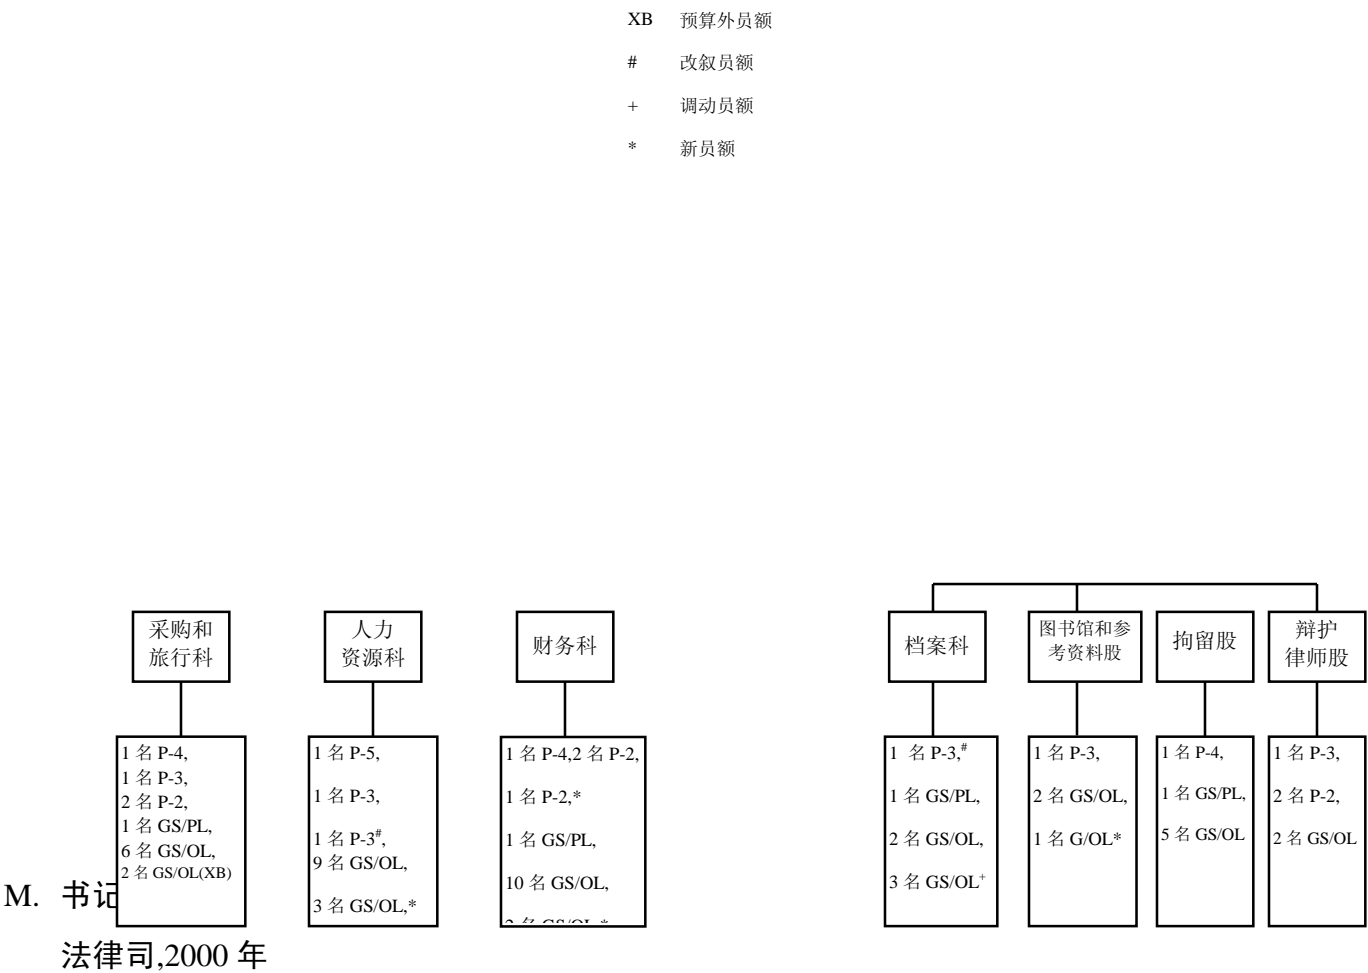 XB 预算外员额
# 改叙员额
+ 调动员额
* 新员额
采购和
旅行科
人力
资源科
财务科
档案科
图书馆和参
考资料股
拘留股
辩护
律师股
1 名 P-4,
1 名 P-3,
2 名 P-2,
1 名 GS/PL,
6 名 GS/OL,
2 名 GS/OL(XB)
1 名 P-5,
1 名 P-3,
1 名 P-3#,
9 名 GS/OL,
3 名 GS/OL,*
1 名 P-4,2 名 P-2,
1 名 P-2,*
1 名 GS/PL,
10 名 GS/OL,
1 名 P-3,#
1 名 GS/PL,
2 名 GS/OL,
3 名 GS/OL+
1 名 P-3,
2 名 GS/OL,
1 名 G/OL*
1 名 P-4,
1 名 GS/PL,
5 名 GS/OL
1 名 P-3,
2 名 P-2,
2 名 GS/OL
M. 书记
法律司,2000 年